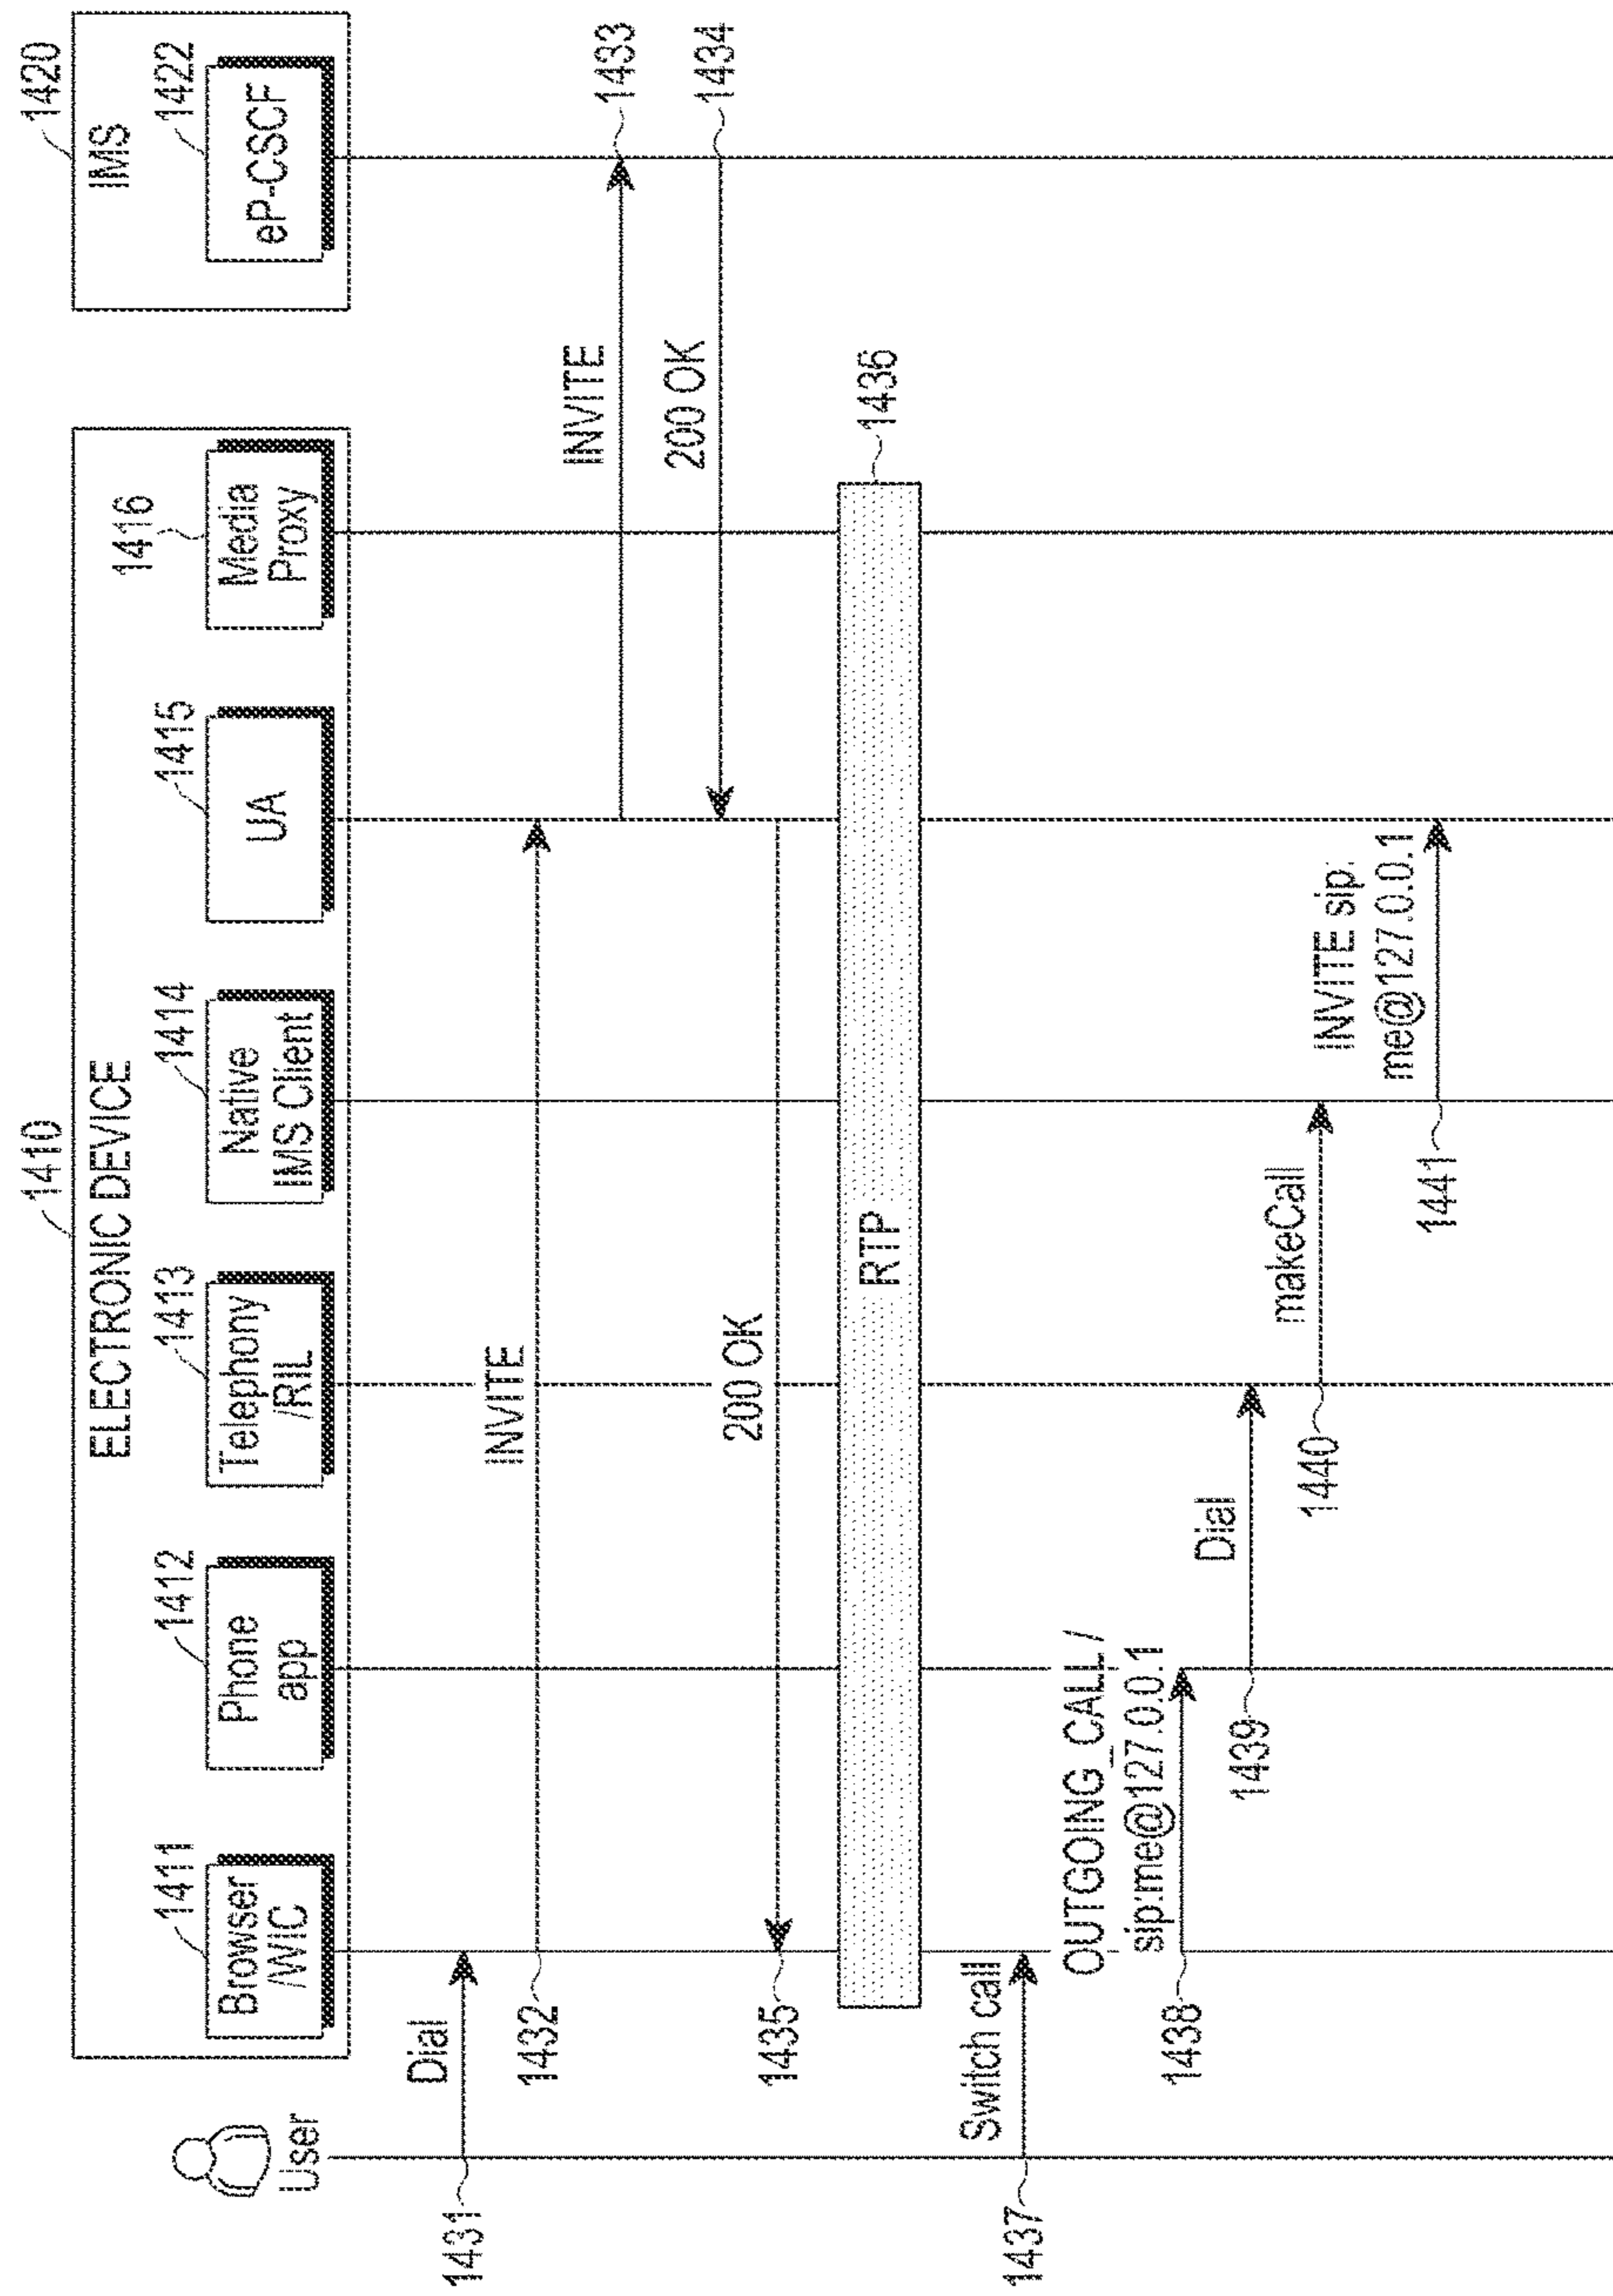 1410
ELECTRONIC DEVICE
1420
IMS
User
1411
Browser
/WIC
1412
Phone
app
1413
Telephony
/RIL
1414
Native
IMS Client
1415
UA
1416
Media
Proxy
1422
eP-CSCF
1431
Dial
1432
INVITE
INVITE
1433
200 OK
1434
1435
200 OK
RTP
1436
1437
Switch call
OUTGOING_CALL /
sip:me@127.0.0.1
1438
Dial
1439
makeCall
1440
INVITE sip:
me@127.0.0.1
1441